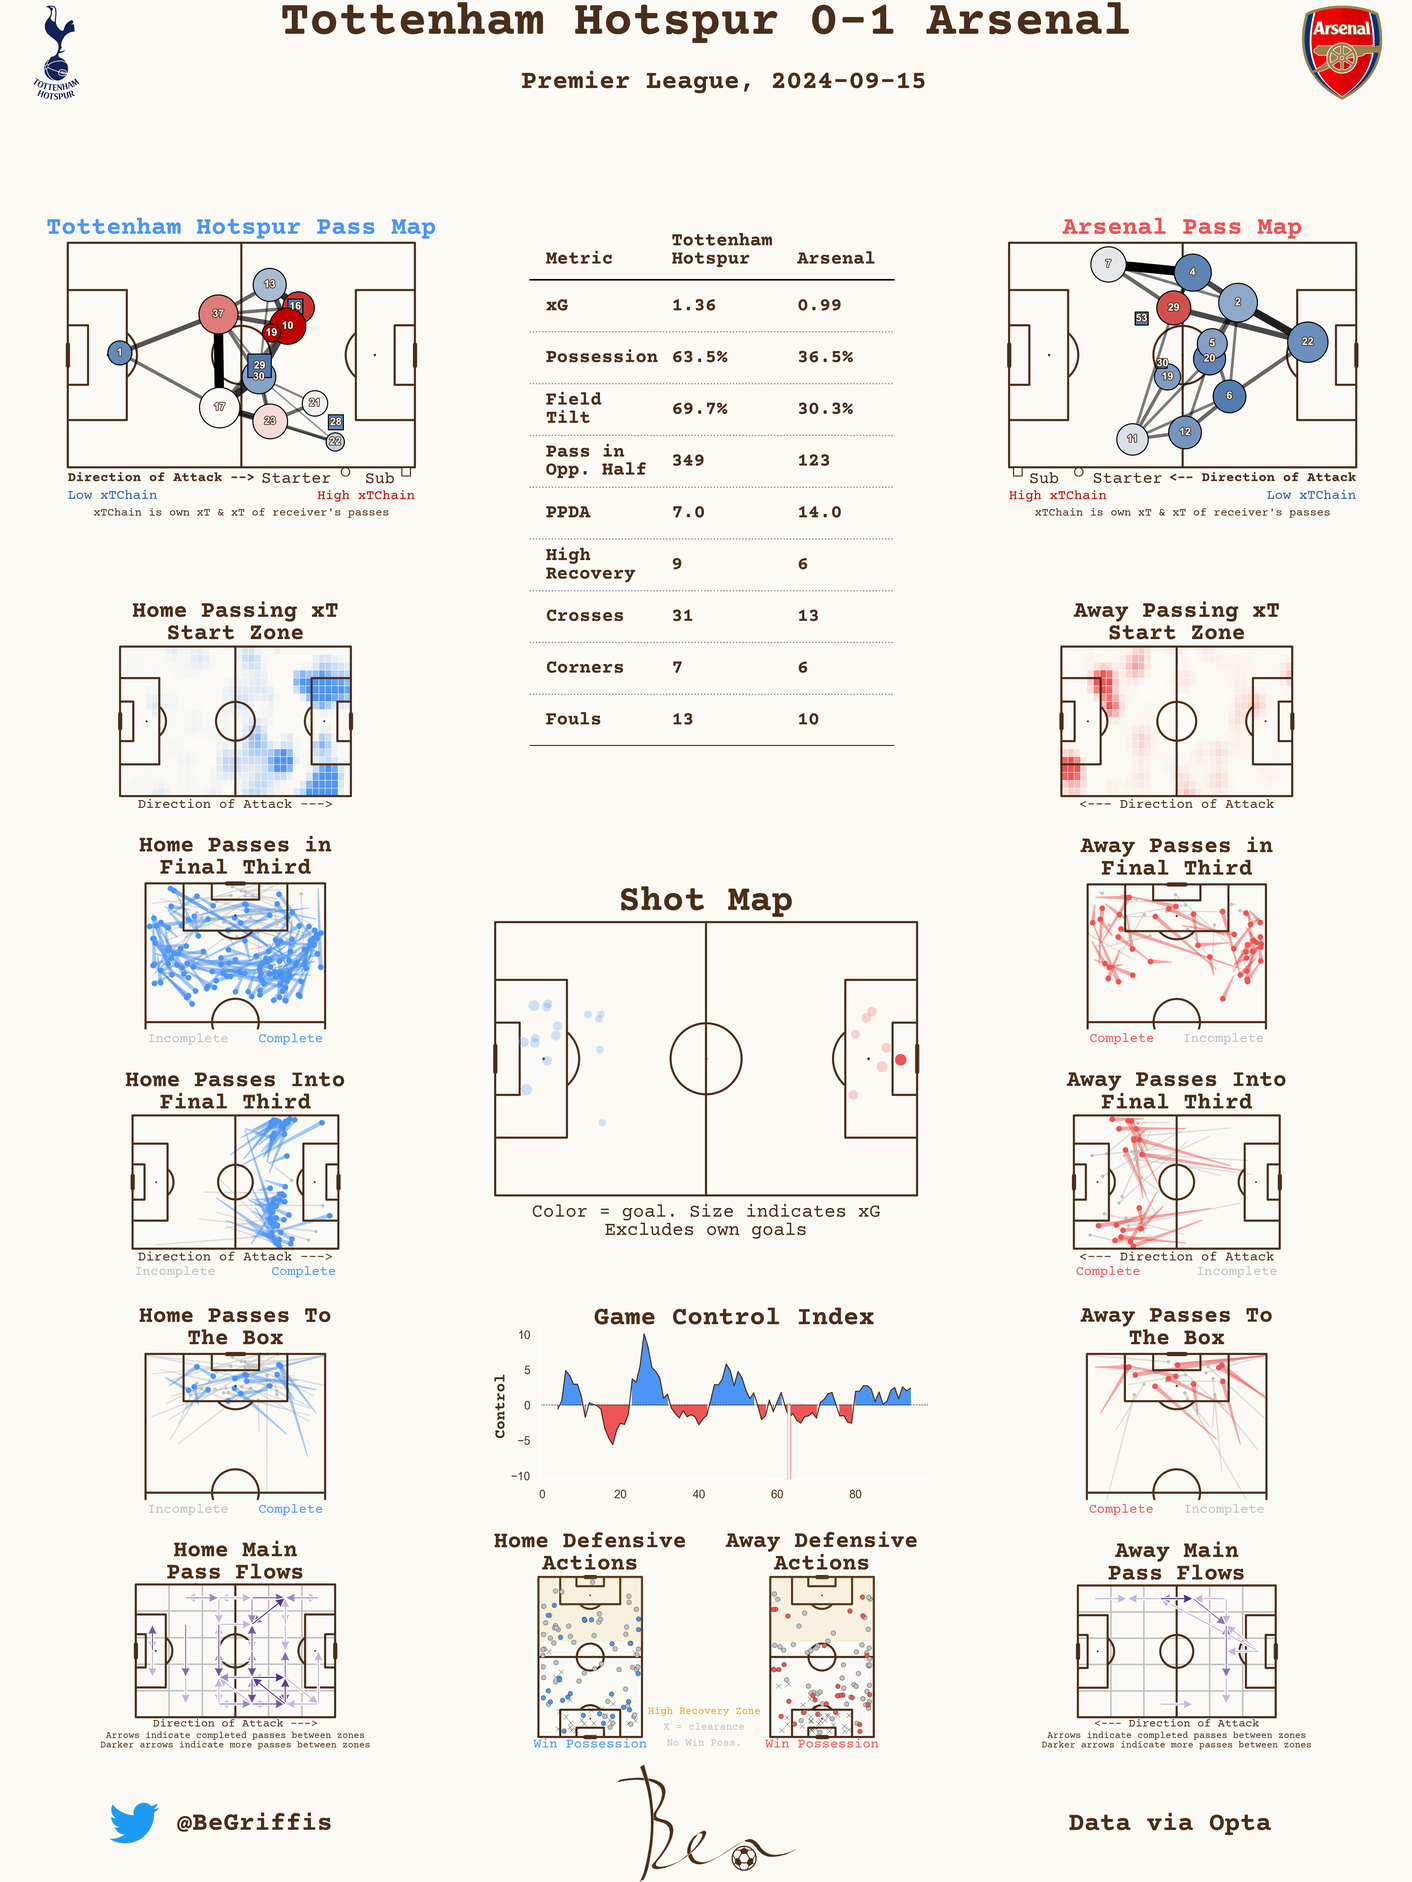 Tottenham Hotspur 0-1 Arsenal
Premier League, 2024-09-15
TOTTENHAM
HOTSPUR
Arsenal
Tottenham Hotspur Pass Map
1
37
17
13
16
10
19
29
30
23
21
28
22
Direction of Attack --> Starter Sub
Low xTChain High xTChain
xTChain is own xT & xT of receiver's passes
Metric Tottenham Hotspur Arsenal
xG 1.36 0.99
Possession 63.5% 36.5%
Field Tilt 69.7% 30.3%
Pass in Opp. Half 349 123
PPDA 7.0 14.0
High Recovery 9 6
Crosses 31 13
Corners 7 6
Fouls 13 10
Arsenal Pass Map
7
4
29
2
53
5
22
20
30
19
6
11
12
Sub Starter <-- Direction of Attack
High xTChain Low xTChain
xTChain is own xT & xT of receiver's passes
Home Passing xT
Start Zone
Direction of Attack --->
Away Passing xT
Start Zone
<--- Direction of Attack
Home Passes in
Final Third
Incomplete Complete
Away Passes in
Final Third
Complete Incomplete
Shot Map
Color = goal. Size indicates xG
Excludes own goals
Home Passes Into
Final Third
Direction of Attack --->
Incomplete Complete
Away Passes Into
Final Third
<--- Direction of Attack
Complete Incomplete
Home Passes To
The Box
Incomplete Complete
Game Control Index
Control
10
5
0
−5
−10
0 20 40 60 80
Away Passes To
The Box
Complete Incomplete
Home Main
Pass Flows
Direction of Attack --->
Arrows indicate completed passes between zones
Darker arrows indicate more passes between zones
Home Defensive
Actions
Win Possession
High Recovery Zone
X = clearance
No Win Poss.
Away Defensive
Actions
Win Possession
Away Main
Pass Flows
<--- Direction of Attack
Arrows indicate completed passes between zones
Darker arrows indicate more passes between zones
@BeGriffis
Ben
Data via Opta